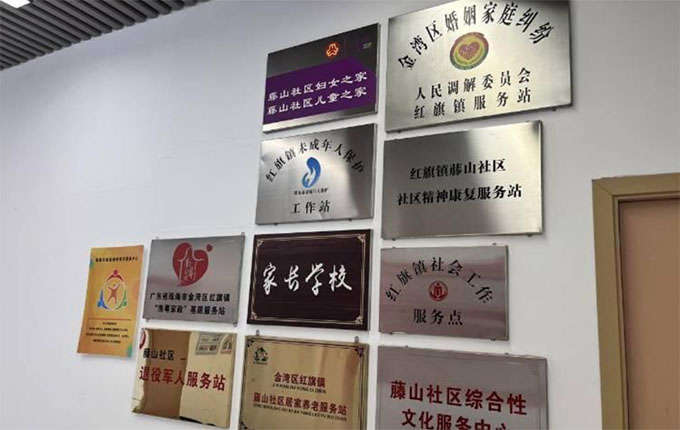 金湾区婚姻家庭纠纷
人民调解委员会
红旗镇服务站
藤山社区妇女之家
藤山社区儿童之家
红旗镇未成年人保护
工作站
红旗镇藤山社区
社区精神康复服务站
广东省珠海市金湾区红旗镇
“南粤家政”基层服务站
家长学校
红旗镇社会工作
服务点
藤山社区
退役军人服务站
金湾区红旗镇
藤山社区居家养老服务站
藤山社区综合性
文化服务中心